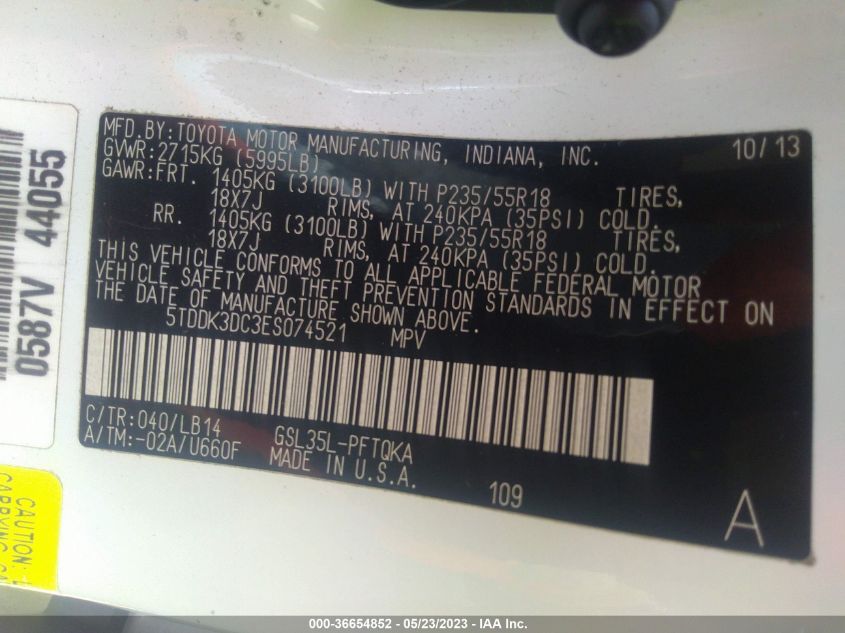 MFD.BY:TOYOTA MOTOR MANUFACTURING, INDIANA, INC. 10/13
GVWR:2715KG (5995LB)
GAWR:FRT. 1405KG (3100LB) WITH P235/55R18 TIRES,
18X7J RIMS, AT 240KPA (35PSI) COLD.
RR. 1405KG (3100LB) WITH P235/55R18 TIRES,
18X7J RIMS, AT 240KPA (35PSI) COLD.
THIS VEHICLE CONFORMS TO ALL APPLICABLE FEDERAL MOTOR
VEHICLE SAFETY AND THEFT PREVENTION STANDARDS IN EFFECT ON
THE DATE OF MANUFACTURE SHOWN ABOVE.
5TDDK3DC3ES074521 MPV
C/TR:040/LB14 GSL35L-PFTQKA
A/TM:-02A/U660F MADE IN U.S.A.
109
A
0587V 44055
CAUTION:
CARRYING
000-36654852 - 05/23/2023 - IAA Inc.